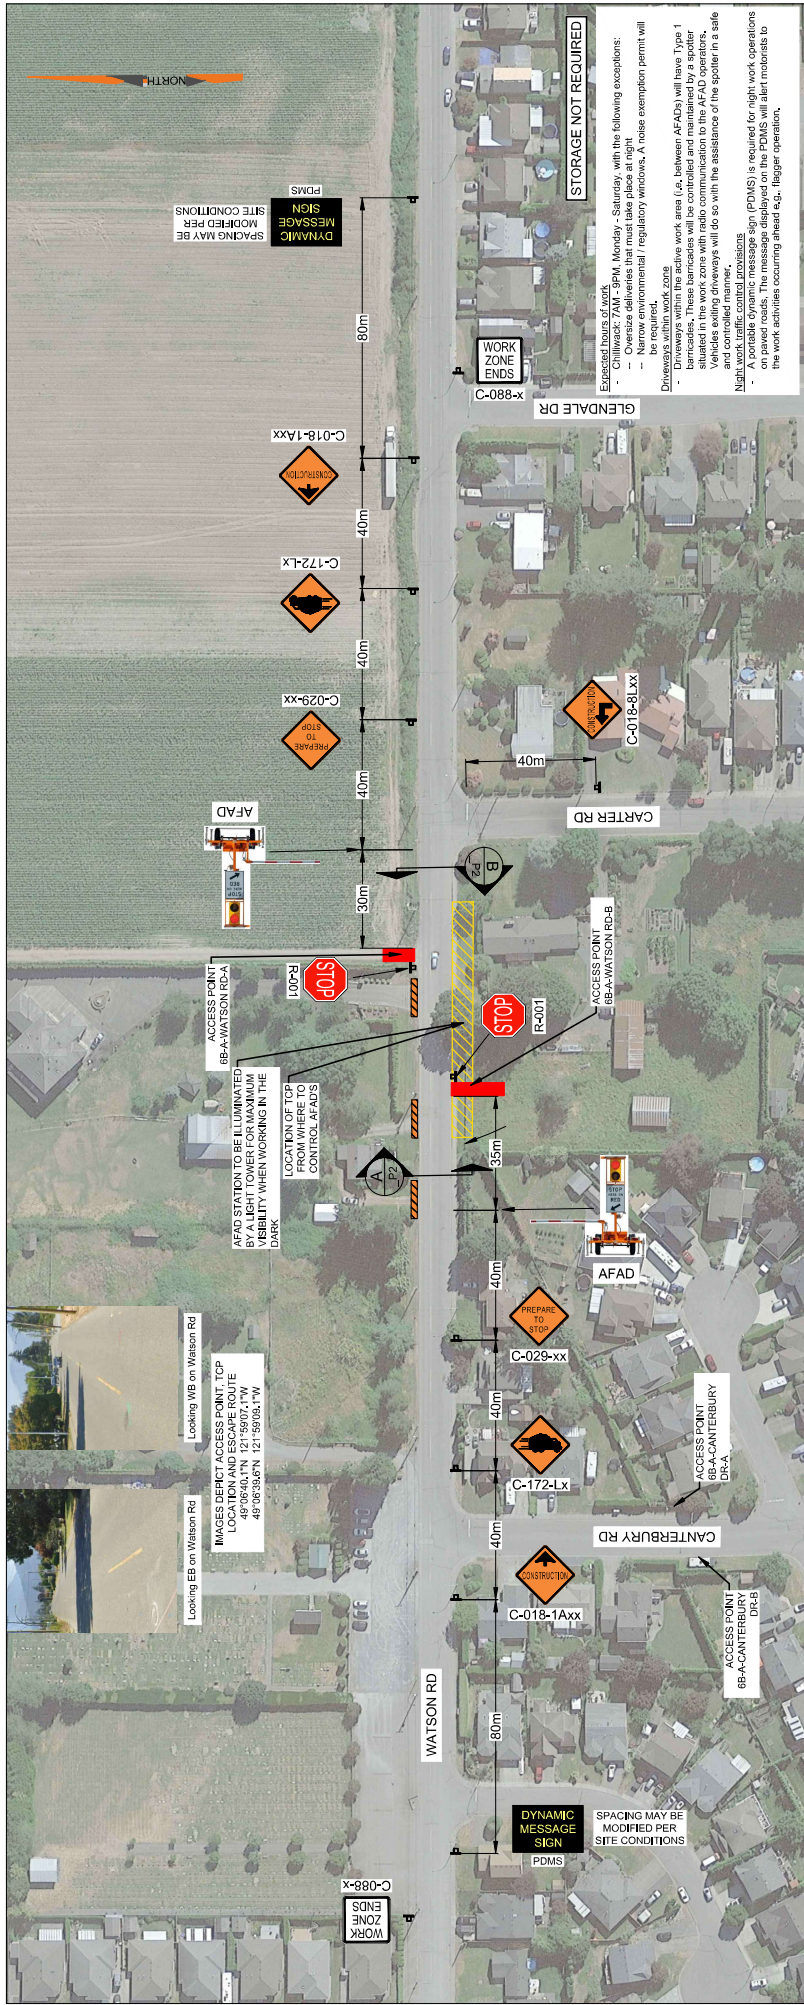 NORTH
SPACING MAY BE
MODIFIED PER
SITE CONDITIONS
DYNAMIC
MESSAGE
SIGN
PDMS
80m
C-018-1Axx
CONSTRUCTION
40m
C-172-Lx
40m
C-029-xx
PREPARE
TO
STOP
40m
AFAD
STOP
HERE ON
RED
30m
STORAGE NOT REQUIRED
Expected hours of work
- Chilliwack: 7AM - 9PM, Monday - Saturday, with the following exceptions:
-- Oversize deliveries that must take place at night
-- Narrow environmental / regulatory windows. A noise exemption permit will
be required.
Driveways within work zone
- Driveways within the active work area (i.e. between AFADs) will have Type 1
barricades. These barricades will be controlled and maintained by a spotter
situated in the work zone with radio communication to the AFAD operators.
Vehicles exiting driveways will do so with the assistance of the spotter in a safe
and controlled manner.
Night work traffic control provisions
- A portable dynamic message sign (PDMS) is required for night work operations
on paved roads. The message displayed on the PDMS will alert motorists to
the work activities occurring ahead e.g., flagger operation.
WORK
ZONE
ENDS
C-088-x
GLENDALE DR
CONSTRUCTION
C-018-8Lxx
40m
CARTER RD
B
P2
ACCESS POINT
6B-A-WATSON RD-A
R-001
STOP
AFAD STATION TO BE ILLUMINATED
BY A LIGHT TOWER FOR MAXIMUM
VISIBILITY WHEN WORKING IN THE
DARK
LOCATION OF TCP
FROM WHERE TO
CONTROL AFAD'S
STOP
R-001
ACCESS POINT
6B-A-WATSON RD-B
A
P2
35m
STOP
HERE ON
RED
AFAD
40m
PREPARE
TO
STOP
C-029-xx
40m
C-172-Lx
40m
CONSTRUCTION
C-018-1Axx
80m
Looking WB on Watson Rd
Looking EB on Watson Rd
IMAGES DEPICT ACCESS POINT, TCP
LOCATION AND ESCAPE ROUTE
49°06'40.1"N 121°59'07.1"W
49°06'39.6"N 121°59'09.1"W
ACCESS POINT
6B-A-CANTERBURY
DR-A
CANTERBURY RD
ACCESS POINT
6B-A-CANTERBURY
DR-B
WATSON RD
DYNAMIC
MESSAGE
SIGN
PDMS
SPACING MAY BE
MODIFIED PER
SITE CONDITIONS
C-088-x
WORK
ZONE
ENDS